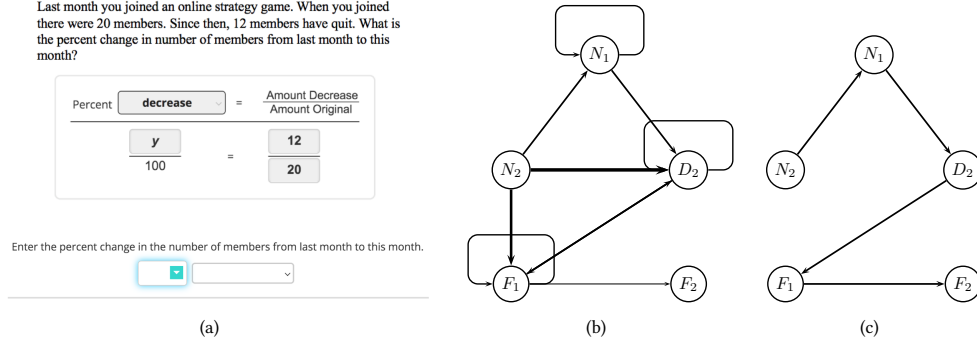 Last month you joined an online strategy game. When you joined
there were 20 members. Since then, 12 members have quit. What is
the percent change in number of members from last month to this
month?
Percent decrease = Amount Decrease
Amount Original
y
100
=
12
20
Enter the percent change in the number of members from last month to this month.
(a)
N1
N2
D2
F1
F2
(b)
N1
N2
D2
F1
F2
(c)